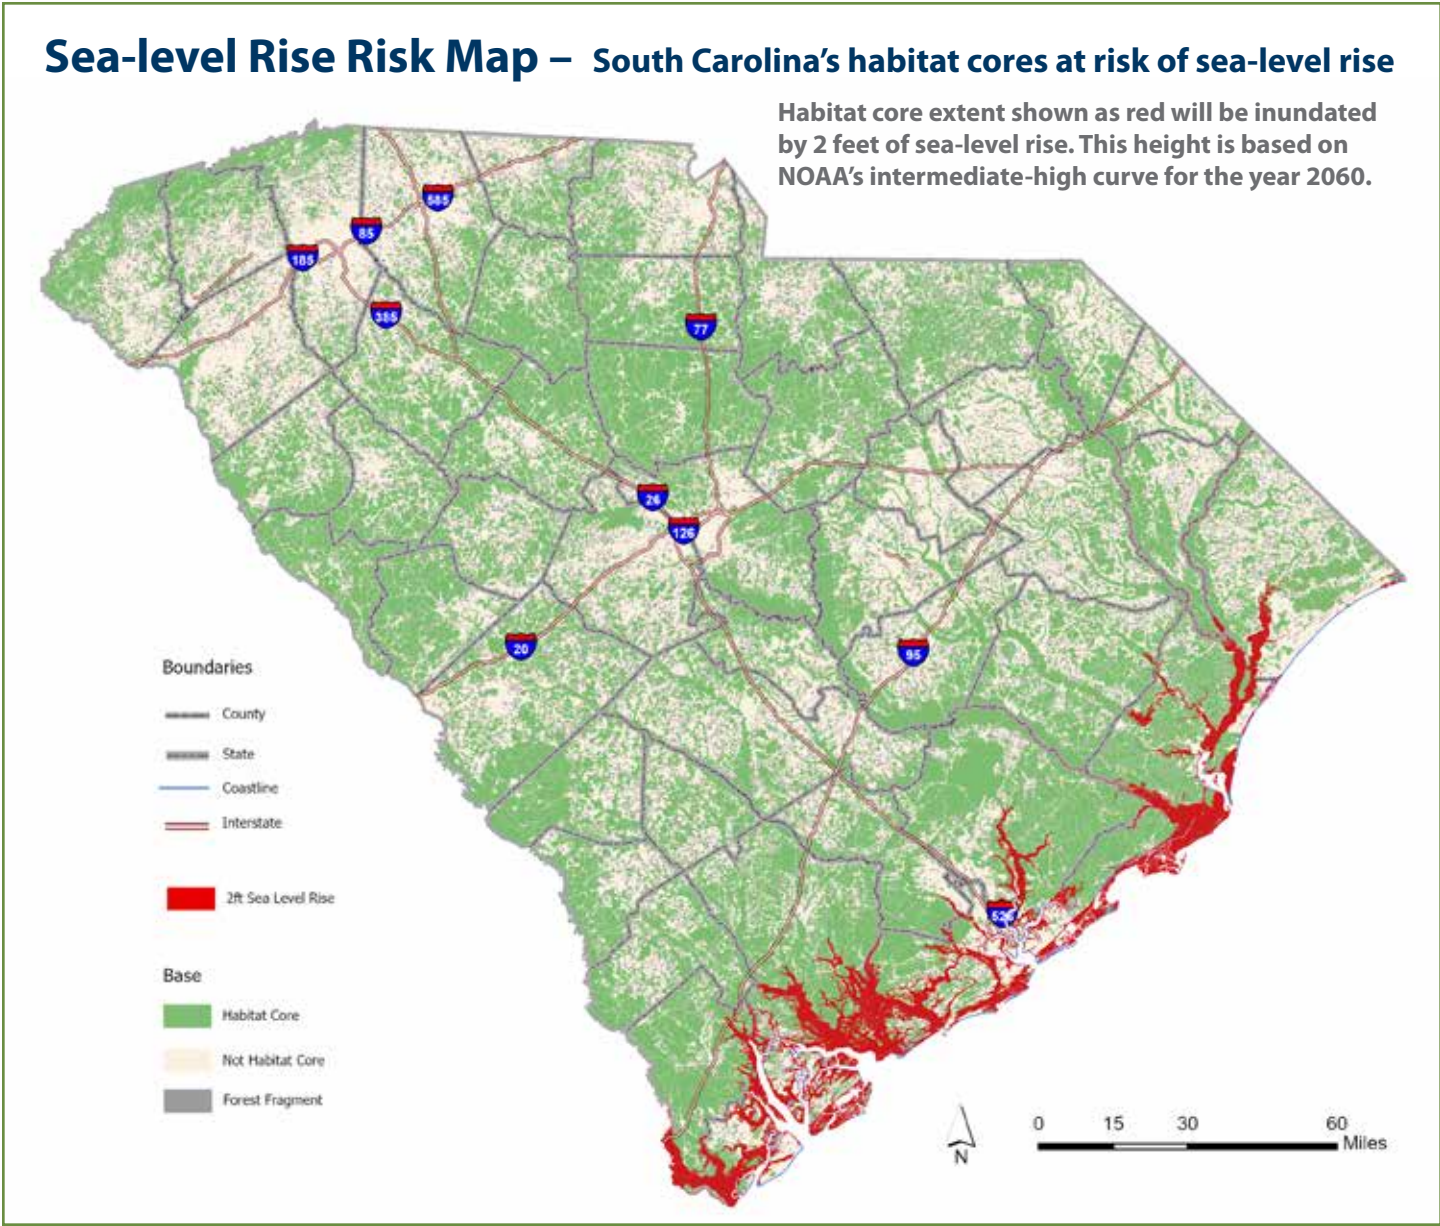 Sea-level Rise Risk Map – South Carolina's habitat cores at risk of sea-level rise
Habitat core extent shown as red will be inundated
by 2 feet of sea-level rise. This height is based on
NOAA's intermediate-high curve for the year 2060.
585
85
185
385
77
26
126
20
95
526
Boundaries
County
State
Coastline
Interstate
2ft Sea Level Rise
Base
Habitat Core
Not Habitat Core
Forest Fragment
0 15 30 60
Miles
N